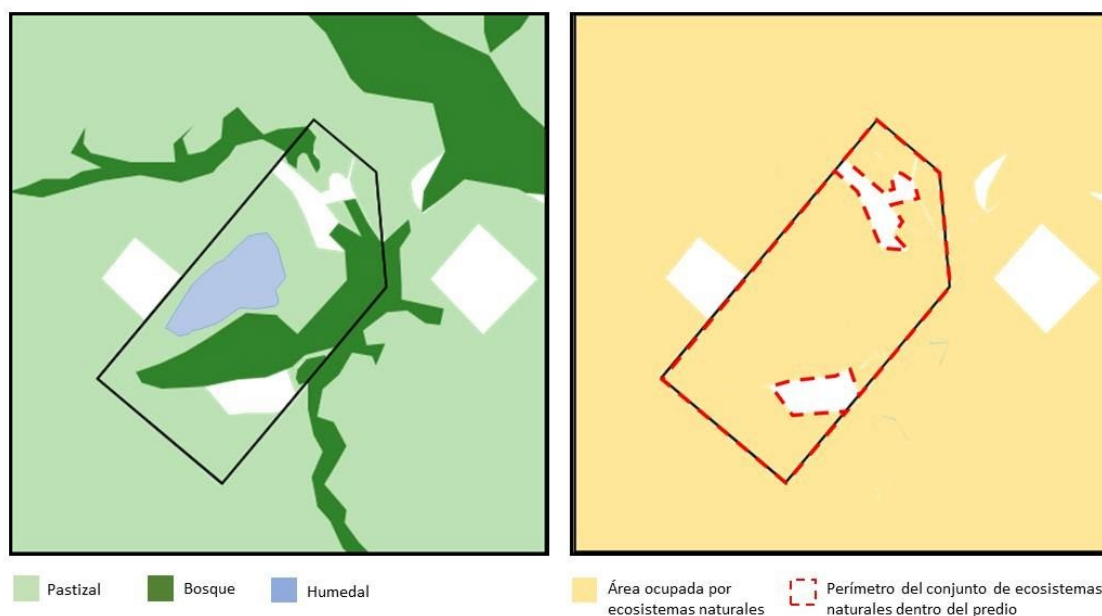 Pastizal
Bosque
Humedal
Área ocupada por
ecosistemas naturales
Perímetro del conjunto de ecosistemas
naturales dentro del predio